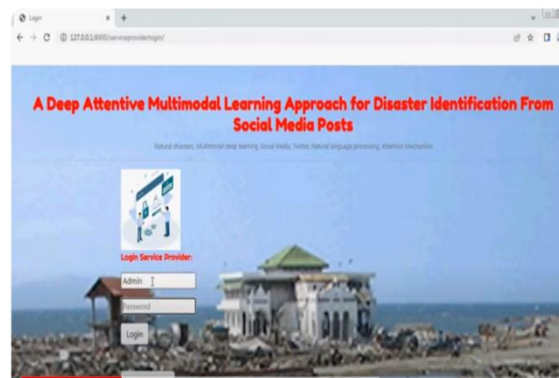 Login
127.0.0.1:8000/serviceproviderlogin/
A Deep Attentive Multimodal Learning Approach for Disaster Identification From
Social Media Posts
Natural disasters, Multimodal deep learning, Social Media, Twitter, Natural language processing, Attention Mechanism.
Login Service Provider:
Admin
Password
Login